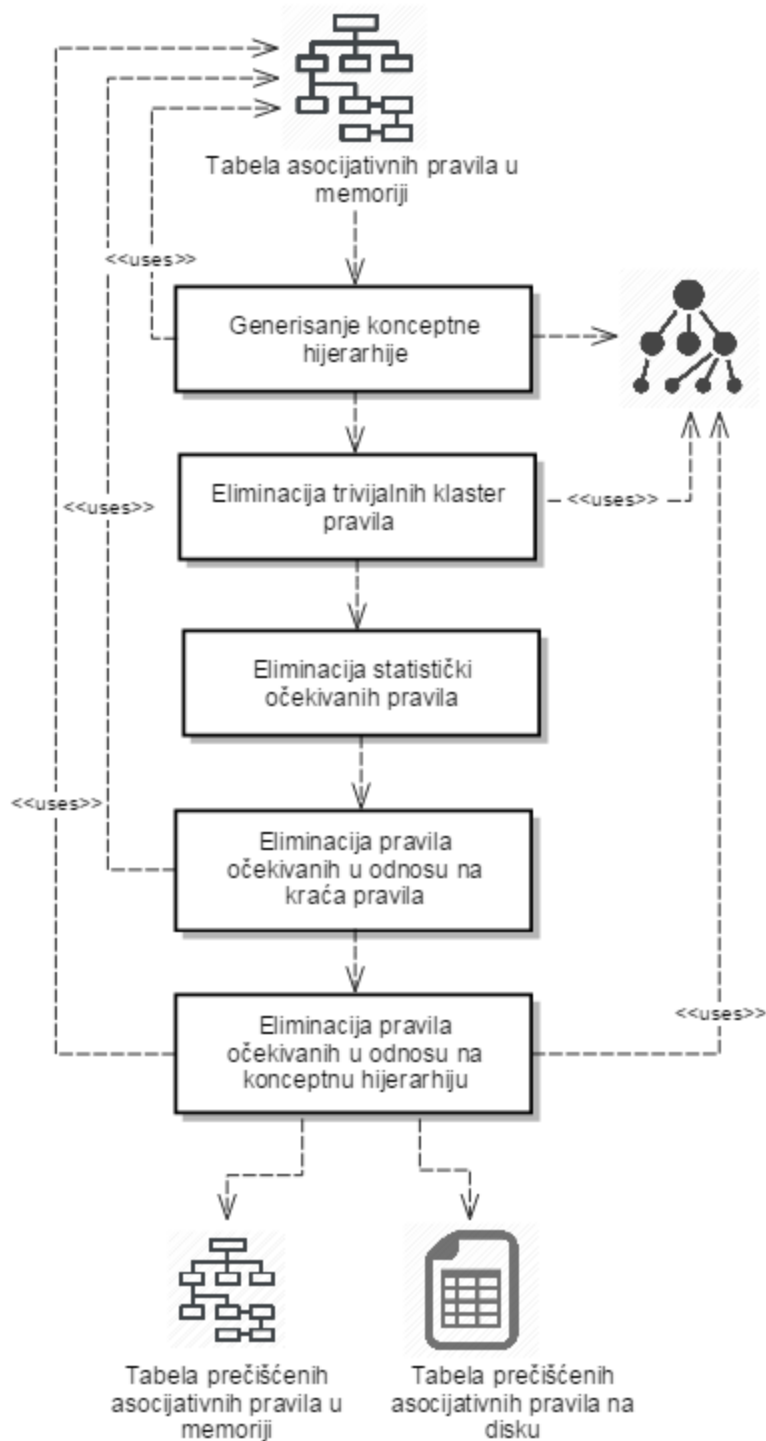 Tabela asocijativnih pravila u
memoriji
<<uses>>
Generisanje konceptne
hijerarhije
<<uses>>
Eliminacija trivijalnih klaster
pravila
<<uses>>
Eliminacija statistički
očekivanih pravila
<<uses>>
Eliminacija pravila
očekivanih u odnosu na
kraća pravila
<<uses>>
Eliminacija pravila
očekivanih u odnosu na
konceptnu hijerarhiju
Tabela prečišćenih
asocijativnih pravila u
memoriji
Tabela prečišćenih
asocijativnih pravila na
disku